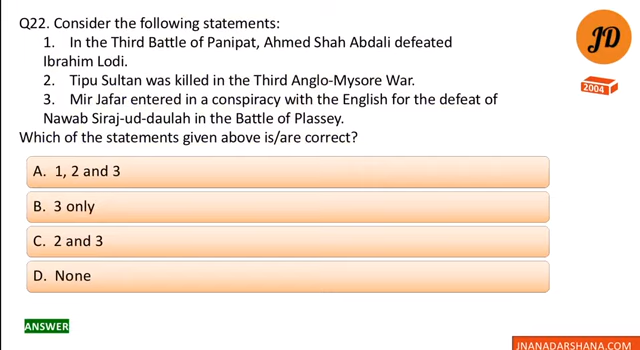 Q22. Consider the following statements:
1. In the Third Battle of Panipat, Ahmed Shah Abdali defeated
Ibrahim Lodi.
2. Tipu Sultan was killed in the Third Anglo-Mysore War.
3. Mir Jafar entered in a conspiracy with the English for the defeat of
Nawab Siraj-ud-daulah in the Battle of Plassey.
Which of the statements given above is/are correct?
A. 1, 2 and 3
B. 3 only
C. 2 and 3
D. None
ANSWER
JD
2004
JNANADARSHANA.COM